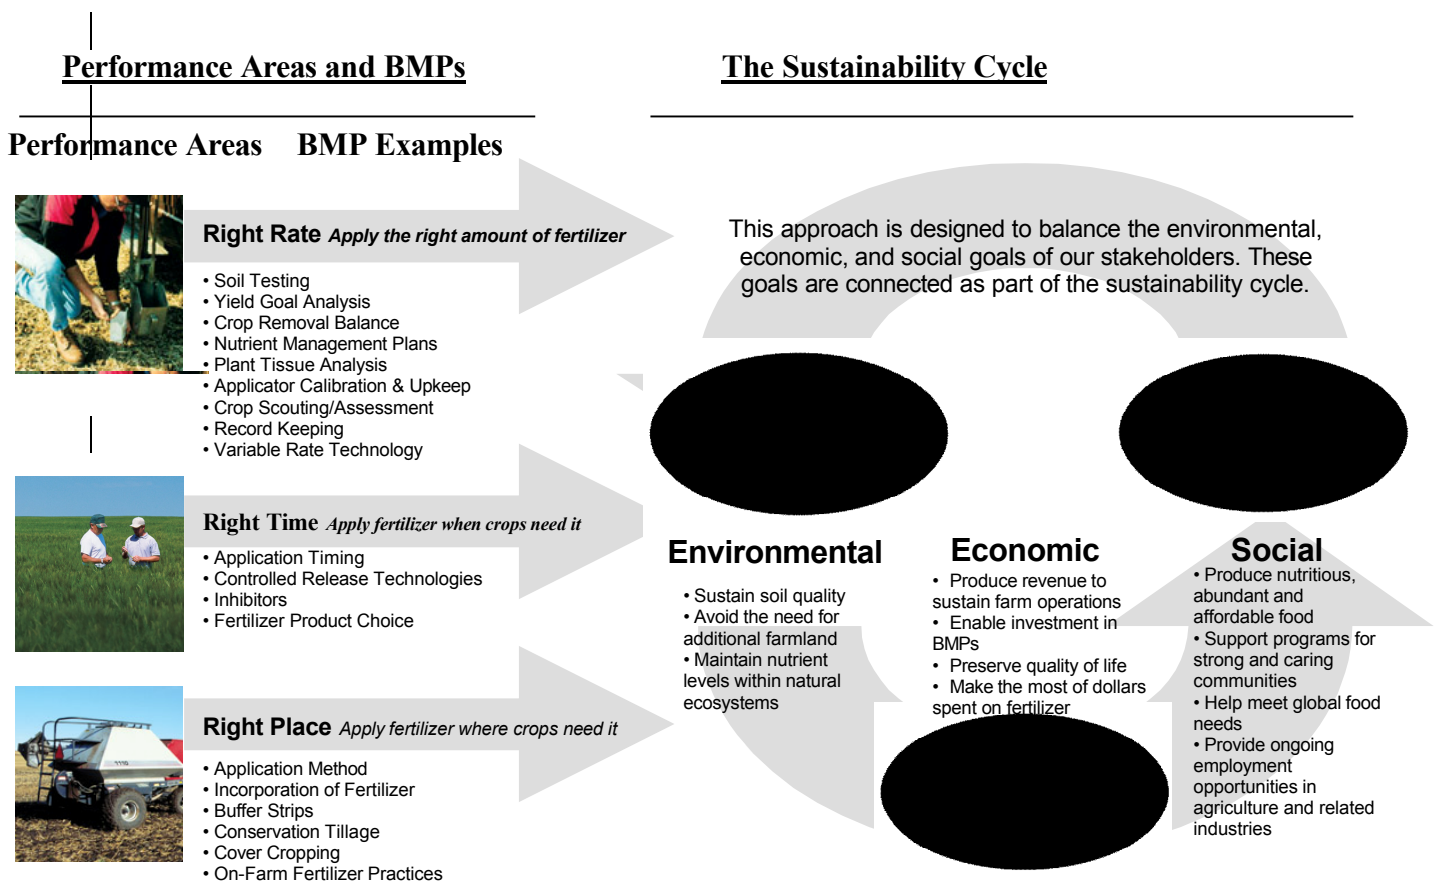 Performance Areas and BMPs
Performance Areas BMP Examples
Right Rate Apply the right amount of fertilizer
• Soil Testing
• Yield Goal Analysis
• Crop Removal Balance
• Nutrient Management Plans
• Plant Tissue Analysis
• Applicator Calibration & Upkeep
• Crop Scouting/Assessment
• Record Keeping
• Variable Rate Technology
Right Time Apply fertilizer when crops need it
• Application Timing
• Controlled Release Technologies
• Inhibitors
• Fertilizer Product Choice
Right Place Apply fertilizer where crops need it
• Application Method
• Incorporation of Fertilizer
• Buffer Strips
• Conservation Tillage
• Cover Cropping
• On-Farm Fertilizer Practices
The Sustainability Cycle
This approach is designed to balance the environmental,
economic, and social goals of our stakeholders. These
goals are connected as part of the sustainability cycle.
Environmental
• Sustain soil quality
• Avoid the need for
additional farmland
• Maintain nutrient
levels within natural
ecosystems
Economic
• Produce revenue to
sustain farm operations
• Enable investment in
BMPs
• Preserve quality of life
• Make the most of dollars
spent on fertilizer
Social
• Produce nutritious,
abundant and
affordable food
• Support programs for
strong and caring
communities
• Help meet global food
needs
• Provide ongoing
employment
opportunities in
agriculture and related
industries
1110